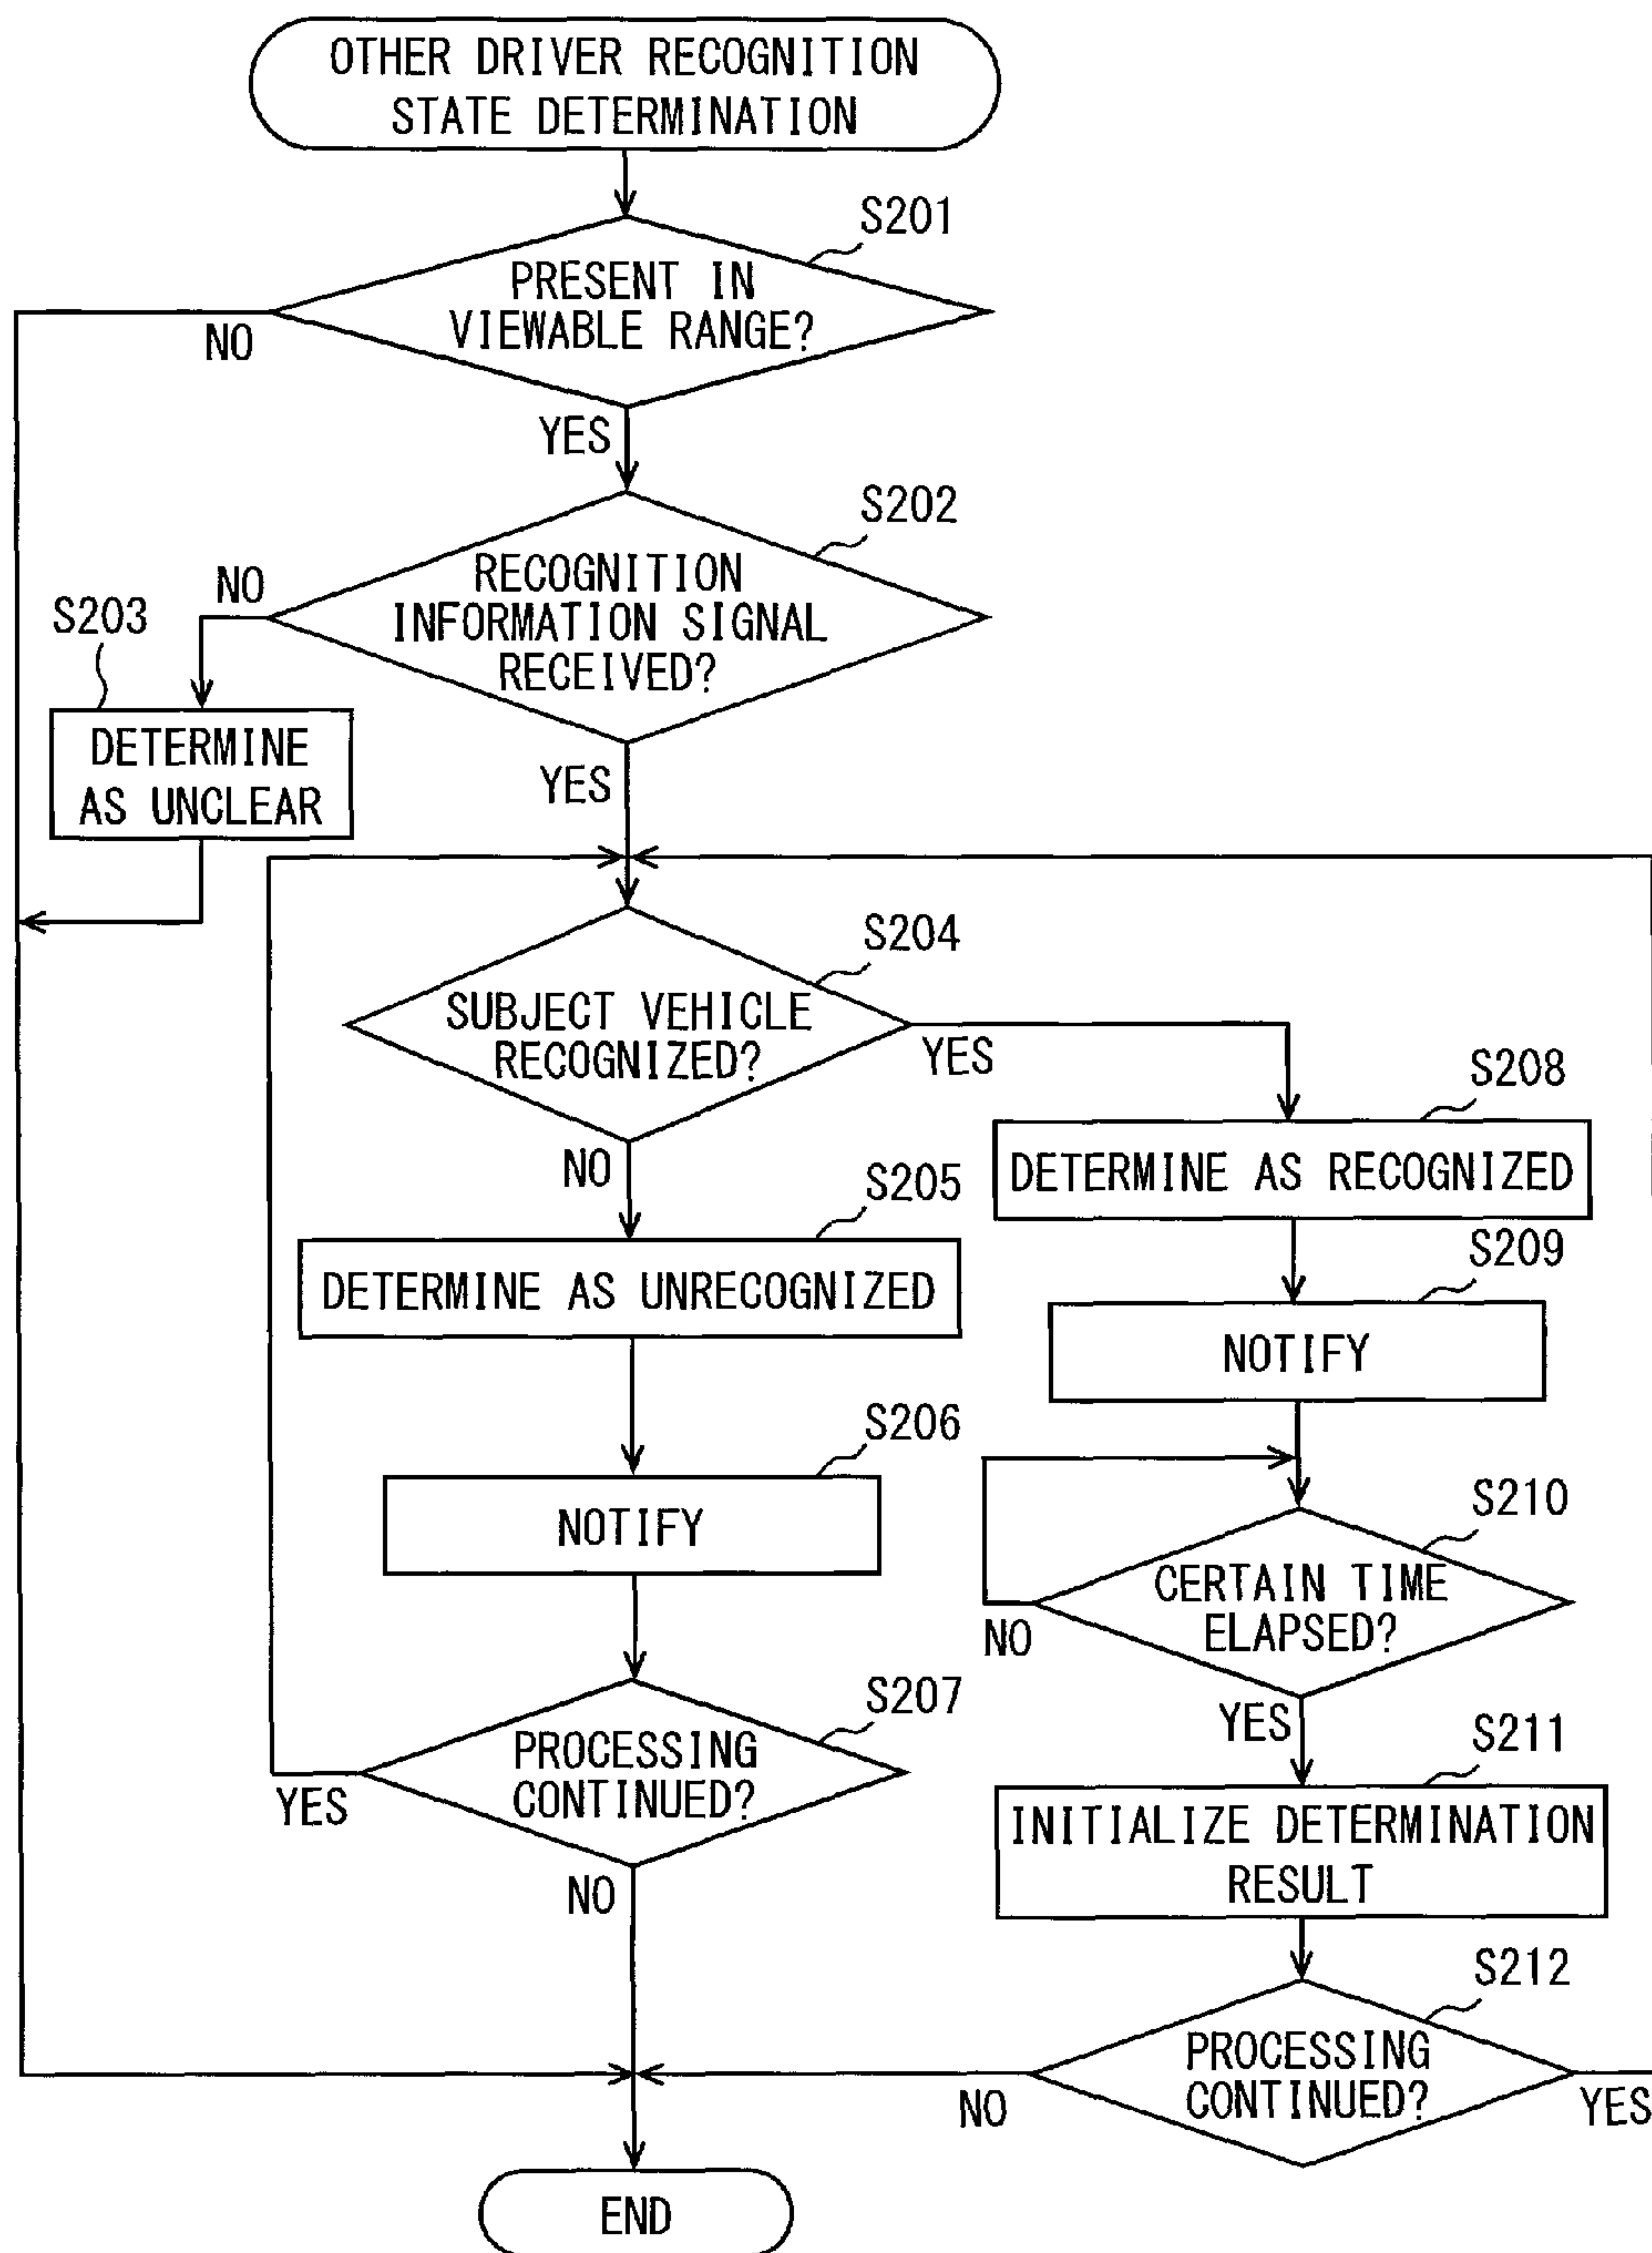 OTHER DRIVER RECOGNITION
STATE DETERMINATION
S201
PRESENT IN
VIEWABLE RANGE?
NO
YES
S202
RECOGNITION
INFORMATION SIGNAL
RECEIVED?
NO
S203
DETERMINE
AS UNCLEAR
YES
S204
SUBJECT VEHICLE
RECOGNIZED?
YES
NO
S205
DETERMINE AS UNRECOGNIZED
S206
NOTIFY
S207
PROCESSING
CONTINUED?
YES
NO
S208
DETERMINE AS RECOGNIZED
S209
NOTIFY
S210
CERTAIN TIME
ELAPSED?
NO
YES
S211
INITIALIZE DETERMINATION
RESULT
S212
PROCESSING
CONTINUED?
NO
YES
END